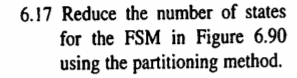 6.17 Reduce the number of states
for the FSM in Figure 6.90
using the partitioning method.